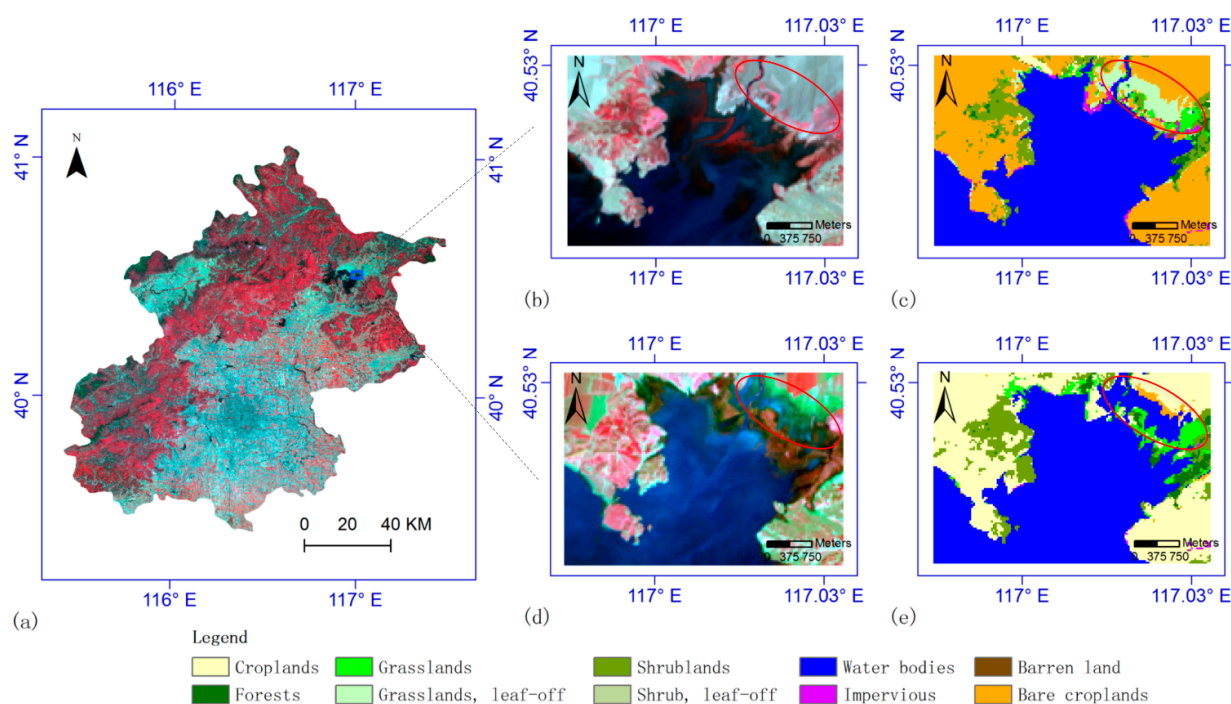 117° E
117.03° E
117° E
117.03° E
40.53° N
N
40.53° N
N
116° E
117° E
41° N
N
41° N
Meters
0 375 750
Meters
0 375 750
117° E
117.03° E
117° E
117.03° E
(b)
(c)
40.53° N
N
40.53° N
N
40° N
40° N
0 20 40 KM
Meters
0 375 750
Meters
0 375 750
116° E
117° E
117° E
117.03° E
117° E
117.03° E
(a)
(d)
(e)
Legend
Croplands
Grasslands
Shrublands
Water bodies
Barren land
Forests
Grasslands, leaf-off
Shrub, leaf-off
Impervious
Bare croplands